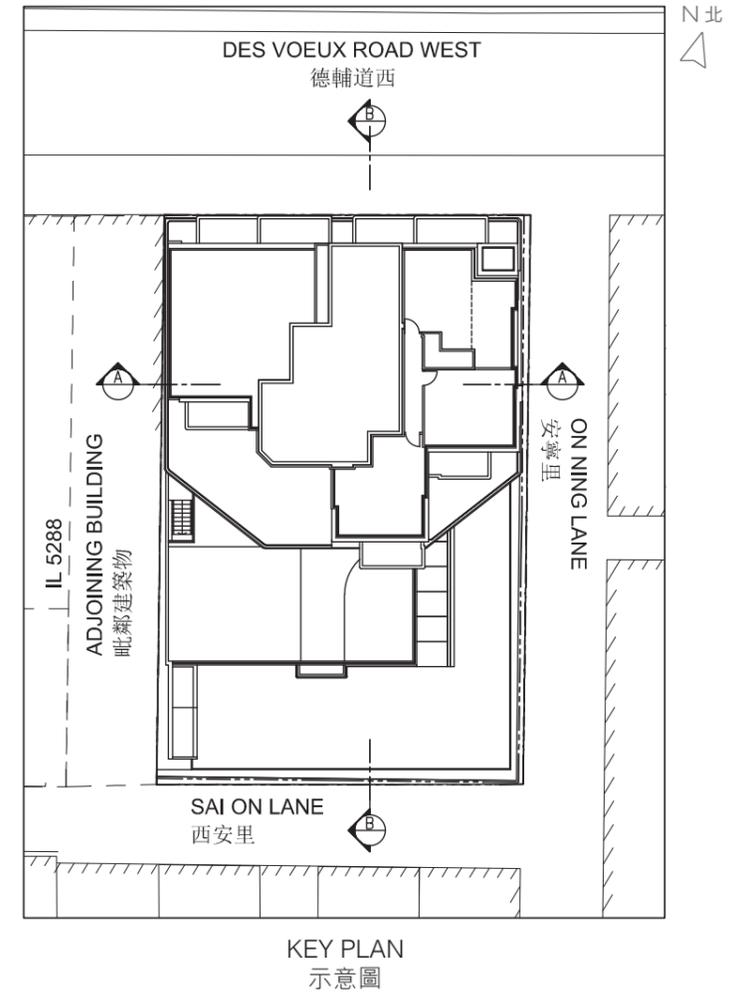 N 北
DES VOEUX ROAD WEST
德輔道西
B
A
A
ON NING LANE
安寧里
IL 5288
ADJOINING BUILDING
毗鄰建築物
SAI ON LANE
西安里
B
KEY PLAN
示意圖